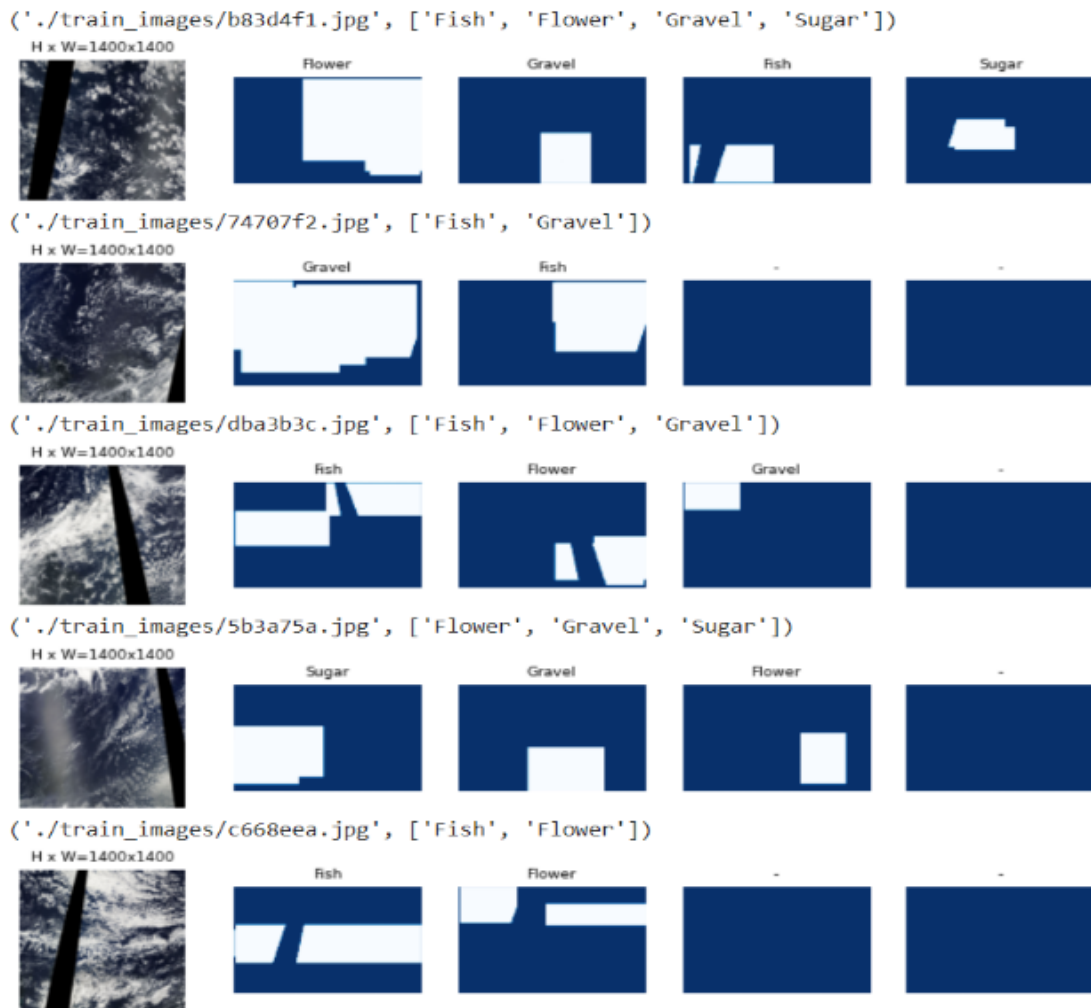 ('./train_images/b83d4f1.jpg', ['Fish', 'Flower', 'Gravel', 'Sugar'])
H x W=1400x1400
Flower
Gravel
Fish
Sugar
('./train_images/74707f2.jpg', ['Fish', 'Gravel'])
H x W=1400x1400
Gravel
Fish
-
-
('./train_images/dba3b3c.jpg', ['Fish', 'Flower', 'Gravel'])
H x W=1400x1400
Fish
Flower
Gravel
-
('./train_images/5b3a75a.jpg', ['Flower', 'Gravel', 'Sugar'])
H x W=1400x1400
Sugar
Gravel
Flower
-
('./train_images/c668eea.jpg', ['Fish', 'Flower'])
H x W=1400x1400
Fish
Flower
-
-